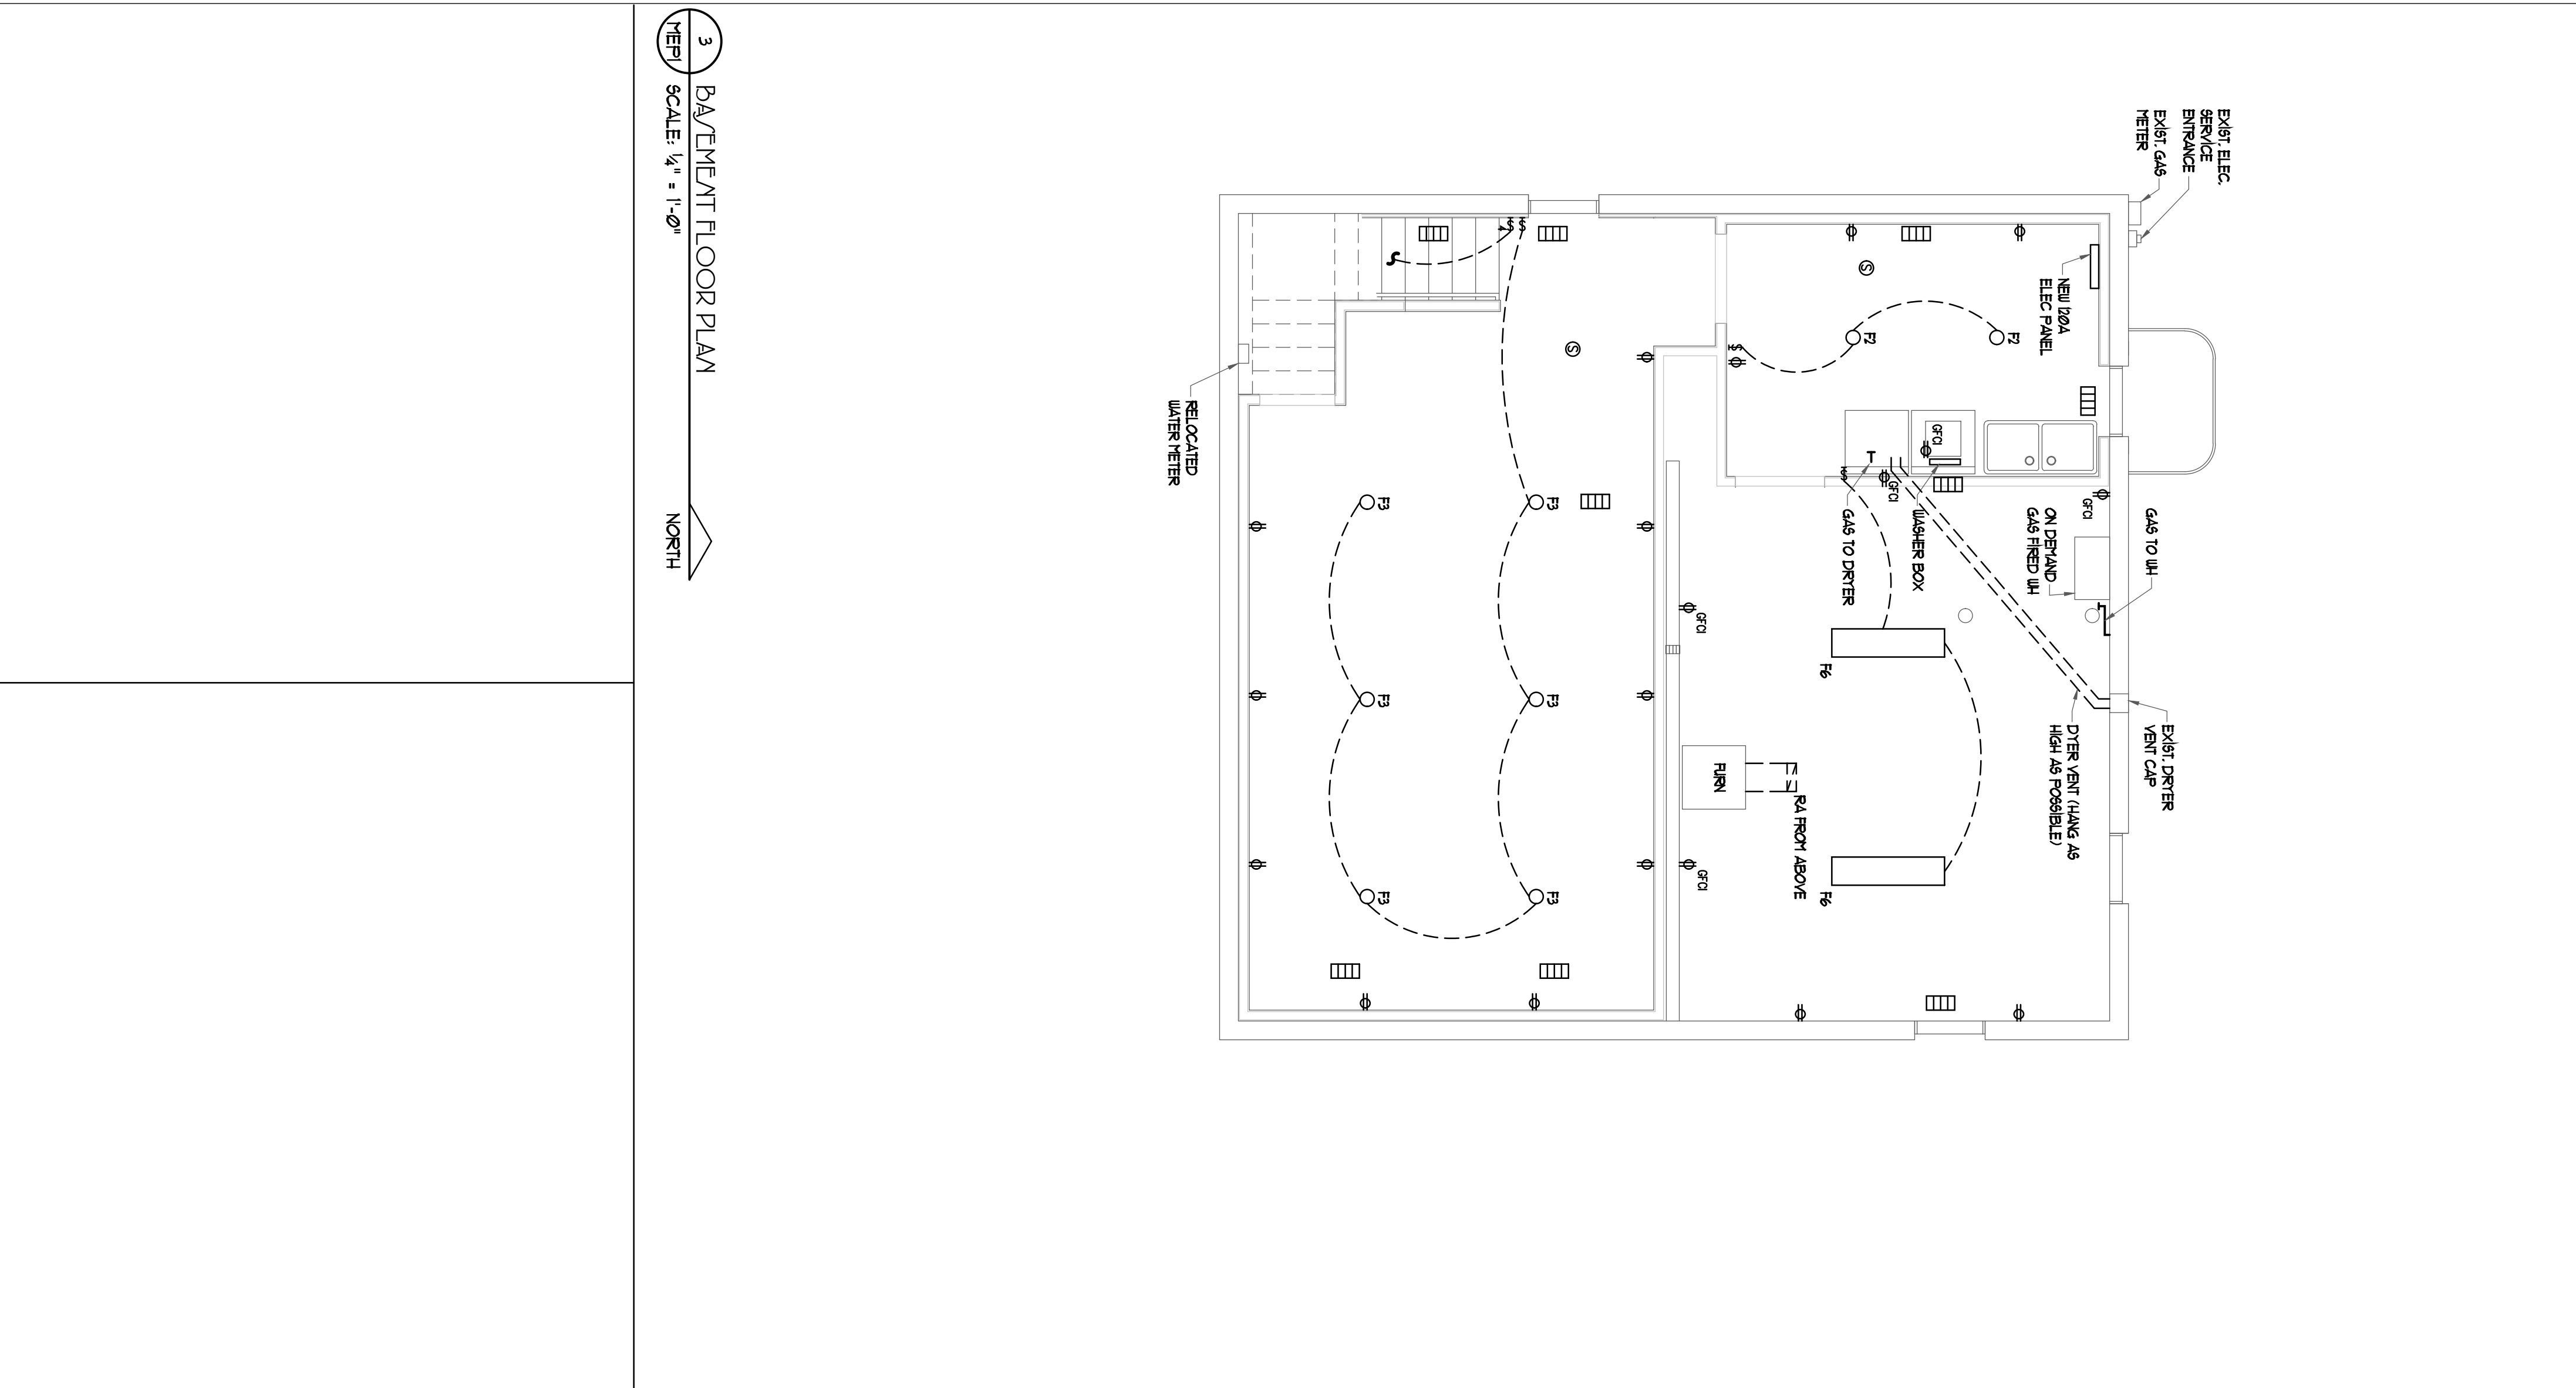 EXIST. ELEC.
SERVICE
ENTRANCE
EXIST. GAS
METER
NEW 120A
ELEC PANEL
F2
F2
S
S
S
GFCI
GFCI
GFCI
T
S
WASHER BOX
GAS TO DRYER
GAS TO WH
ON DEMAND
GAS FIRED WH
EXIST. DRYER
VENT CAP
DYER VENT (HANG AS
HIGH AS POSSIBLE)
F6
F6
GFCI
GFCI
FURN
RA FROM ABOVE
S
S4
F3
F3
F3
F3
F3
F3
RELOCATED
WATER METER
3
MEP1
BASEMENT FLOOR PLAN
SCALE: ¼" = 1'-0"
NORTH